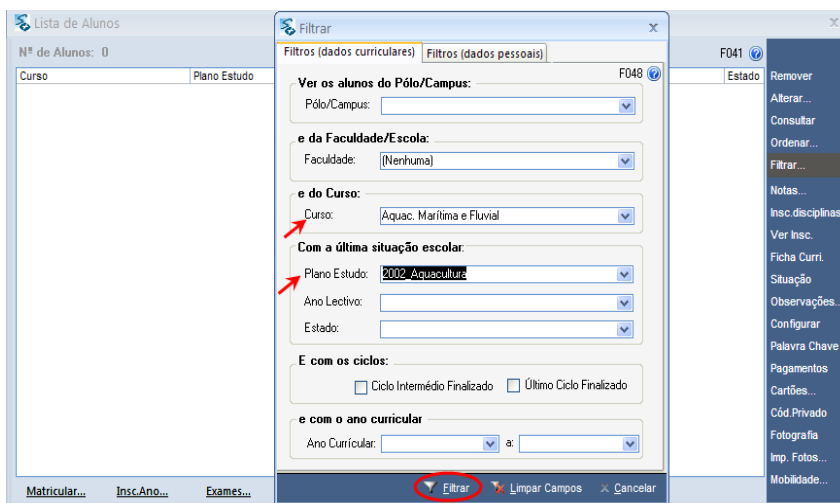 Lista de Alunos
Nº de Alunos: 0
F041
Curso Plano Estudo Estado
Filtrar
Filtros (dados curriculares) Filtros (dados pessoais)
F048
Ver os alunos do Pólo/Campus:
Pólo/Campus:
e da Faculdade/Escola:
Faculdade: (Nenhuma)
e do Curso:
Curso: Aquac. Marítima e Fluvial
Com a última situação escolar:
Plano Estudo: 2002_Aquacultura
Ano Lectivo:
Estado:
E com os ciclos:
Ciclo Intermédio Finalizado Último Ciclo Finalizado
e com o ano curricular
Ano Currícular: a:
Filtrar Limpar Campos Cancelar
Remover
Alterar...
Consultar
Ordenar...
Filtrar...
Notas...
Insc.disciplinas
Ver Insc.
Ficha Curri.
Situação
Observações..
Configurar
Palavra Chave
Pagamentos
Cartões...
Cód.Privado
Fotografia
Imp. Fotos...
Mobilidade...
Matricular... Insc.Ano... Exames...